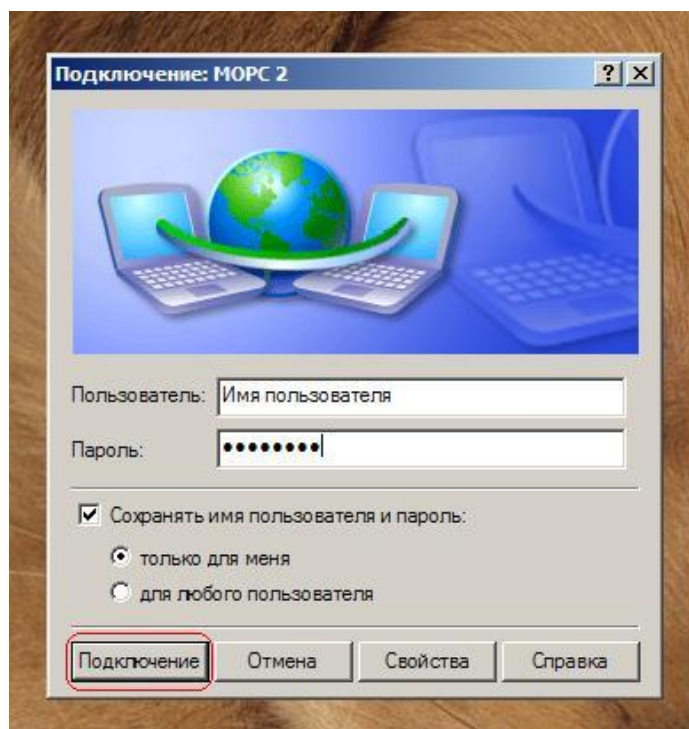 Подключение: МОРС 2
Пользователь: Имя пользователя
Пароль: ••••••••
Сохранять имя пользователя и пароль:
только для меня
для любого пользователя
Подключение Отмена Свойства Справка